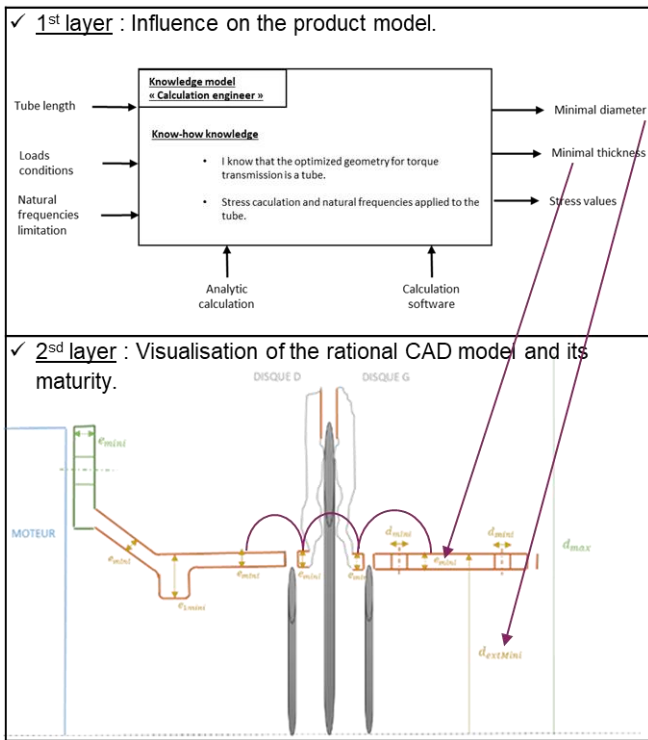 ✓ 1st layer : Influence on the product model.
Knowledge model
« Calculation engineer »
Know-how knowledge
• I know that the optimized geometry for torque
transmission is a tube.
• Stress caculation and natural frequencies applied to the
tube.
Tube length
Loads
conditions
Natural
frequencies
limitation
Minimal diameter
Minimal thickness
Stress values
Analytic
calculation
Calculation
software
✓ 2sd layer : Visualisation of the rational CAD model and its
maturity.
DISQUE D
DISQUE G
MOTEUR
emini
emini
e1mini
emini
emini
emin
dmini
emini
dmini
dmax
dextMini